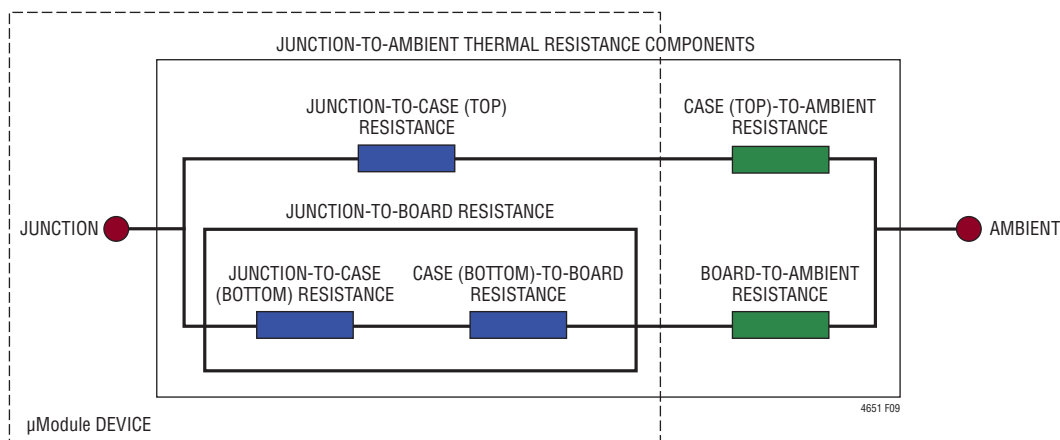 JUNCTION-TO-AMBIENT THERMAL RESISTANCE COMPONENTS
JUNCTION-TO-CASE (TOP)
RESISTANCE
CASE (TOP)-TO-AMBIENT
RESISTANCE
JUNCTION
JUNCTION-TO-BOARD RESISTANCE
AMBIENT
JUNCTION-TO-CASE
(BOTTOM) RESISTANCE
CASE (BOTTOM)-TO-BOARD
RESISTANCE
BOARD-TO-AMBIENT
RESISTANCE
4651 F09
µModule DEVICE